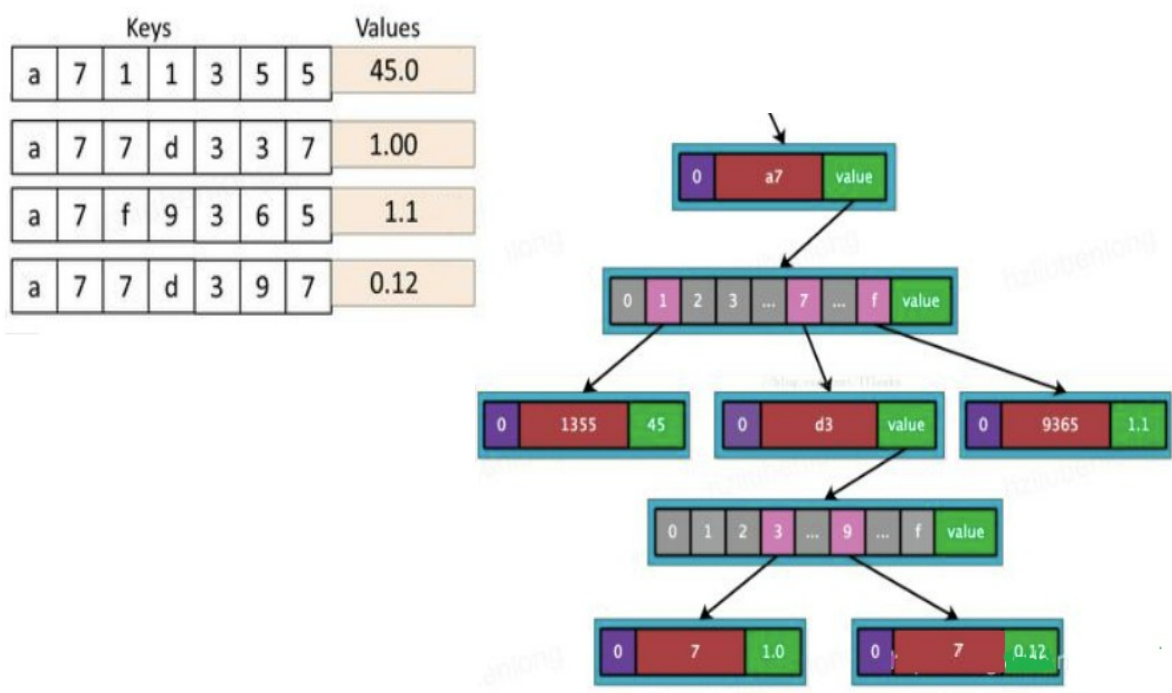 Keys Values
a 7 1 1 3 5 5 45.0
a 7 7 d 3 3 7 1.00
a 7 f 9 3 6 5 1.1
a 7 7 d 3 9 7 0.12
0 a7 value
0 1 2 3 ... 7 ... f value
0 1355 45
0 d3 value
0 9365 1.1
0 1 2 3 ... 9 ... f value
0 7 1.0
0 7 0.12